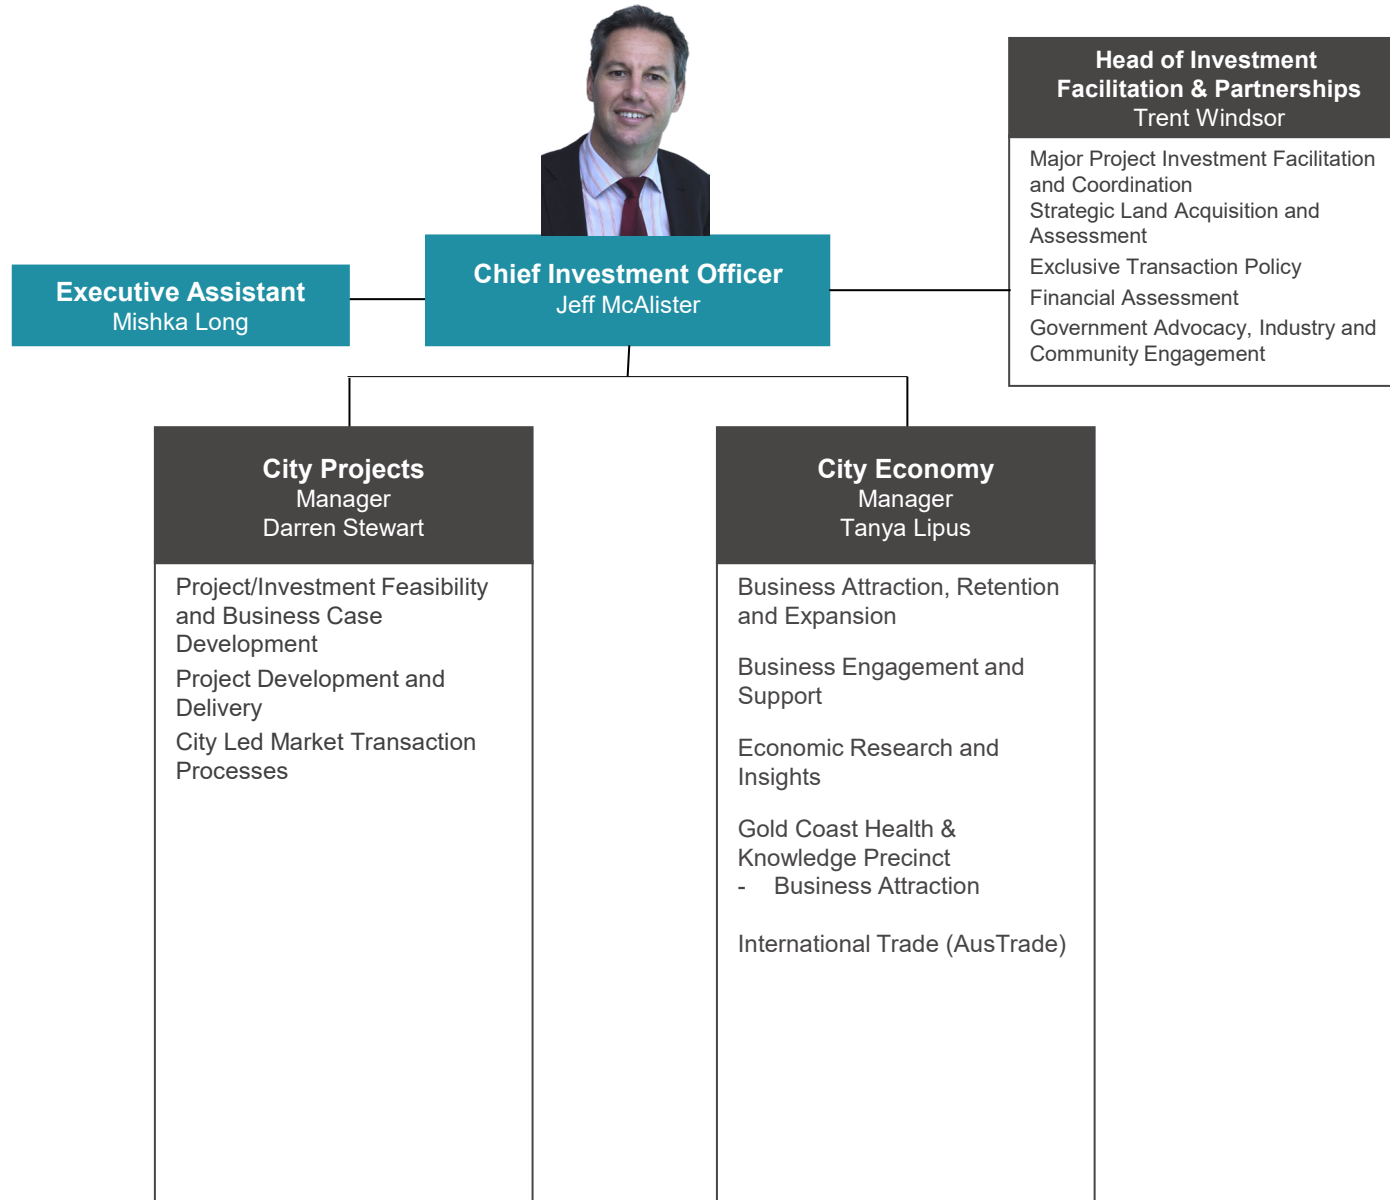 Head of Investment
Facilitation & Partnerships
Trent Windsor
Major Project Investment Facilitation
and Coordination
Strategic Land Acquisition and
Assessment
Exclusive Transaction Policy
Financial Assessment
Government Advocacy, Industry and
Community Engagement
Chief Investment Officer
Jeff McAlister
Executive Assistant
Mishka Long
City Projects
Manager
Darren Stewart
Project/Investment Feasibility
and Business Case
Development
Project Development and
Delivery
City Led Market Transaction
Processes
City Economy
Manager
Tanya Lipus
Business Attraction, Retention
and Expansion
Business Engagement and
Support
Economic Research and
Insights
Gold Coast Health &
Knowledge Precinct
- Business Attraction
International Trade (AusTrade)